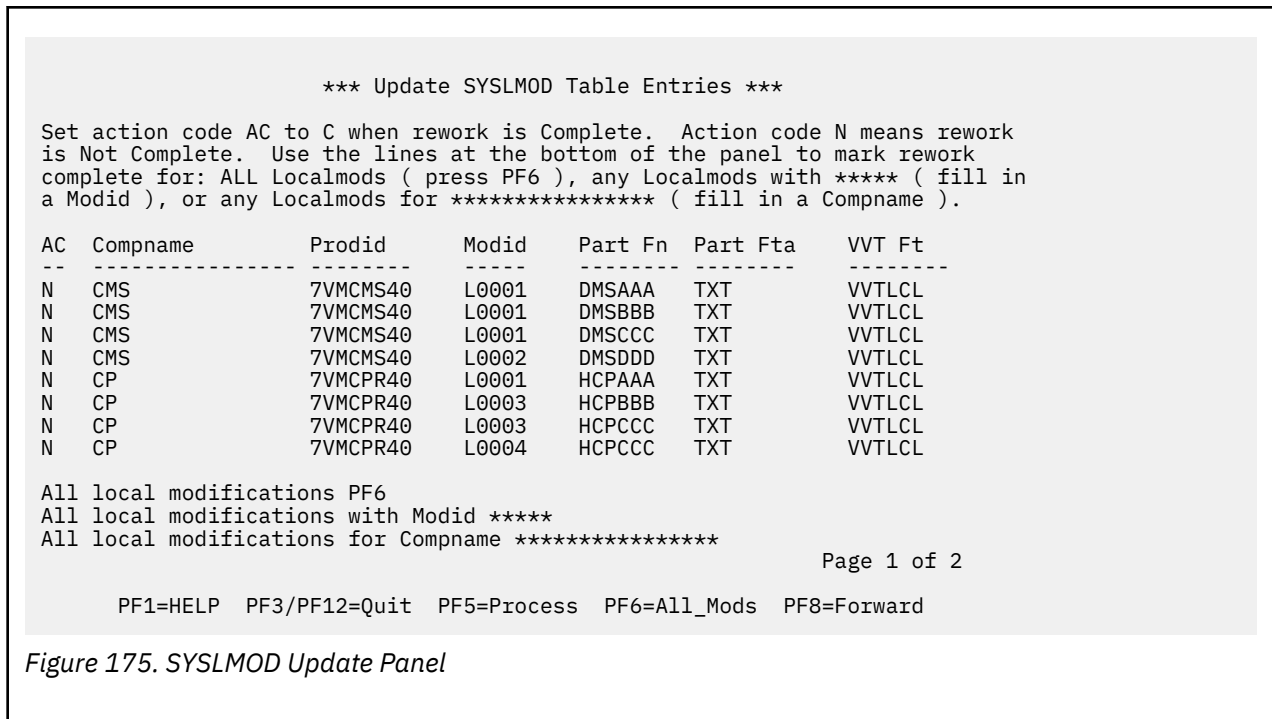 *** Update SYSLMOD Table Entries ***
Set action code AC to C when rework is Complete.  Action code N means rework
is Not Complete.  Use the lines at the bottom of the panel to mark rework
complete for: ALL Localmods ( press PF6 ), any Localmods with ***** ( fill in
a Modid ), or any Localmods for **************** ( fill in a Compname ).
AC  Compname         Prodid     Modid   Part Fn  Part Fta    VVT Ft
--  ---------------- --------   -----   -------- --------    --------
N   CMS              7VMCMS40   L0001   DMSAAA   TXT         VVTLCL
N   CMS              7VMCMS40   L0001   DMSBBB   TXT         VVTLCL
N   CMS              7VMCMS40   L0001   DMSCCC   TXT         VVTLCL
N   CMS              7VMCMS40   L0002   DMSDDD   TXT         VVTLCL
N   CP               7VMCPR40   L0001   HCPAAA   TXT         VVTLCL
N   CP               7VMCPR40   L0003   HCPBBB   TXT         VVTLCL
N   CP               7VMCPR40   L0003   HCPCCC   TXT         VVTLCL
N   CP               7VMCPR40   L0004   HCPCCC   TXT         VVTLCL
All local modifications PF6
All local modifications with Modid *****
All local modifications for Compname ****************
Page 1 of 2
PF1=HELP  PF3/PF12=Quit  PF5=Process  PF6=All_Mods  PF8=Forward
Figure 175. SYSLMOD Update Panel